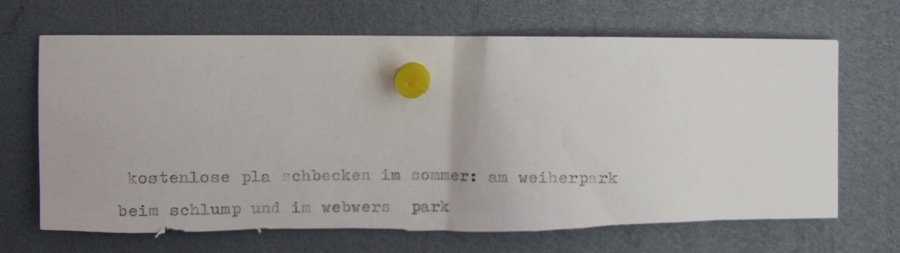 kostenlose pla schbecken im sommer: am weiherpark
beim schlump und im webwers park